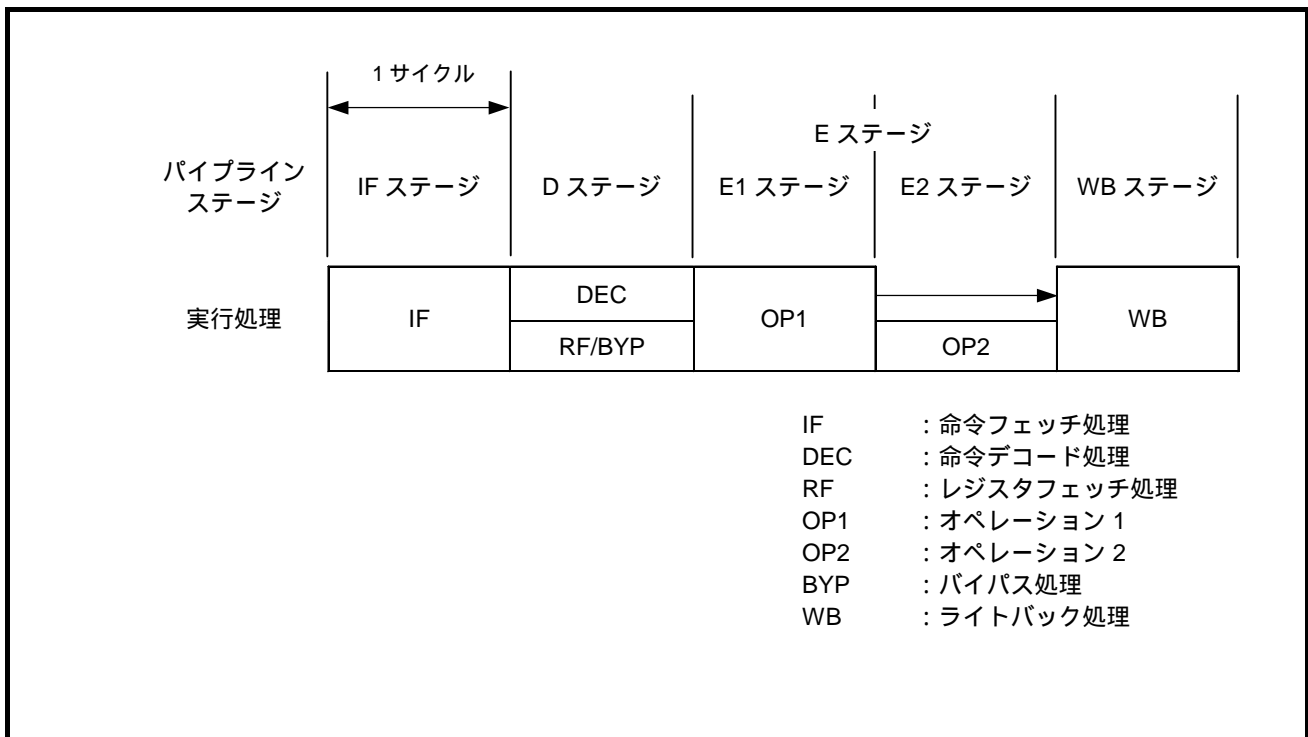 1 サイクル
E ステージ
パイプライン
ステージ
IF ステージ
D ステージ
E1 ステージ
E2 ステージ
WB ステージ
実行処理
IF
DEC
RF/BYP
OP1
OP2
WB
IF ：命令フェッチ処理
DEC ：命令デコード処理
RF ：レジスタフェッチ処理
OP1 ：オペレーション 1
OP2 ：オペレーション 2
BYP ：バイパス処理
WB ：ライトバック処理